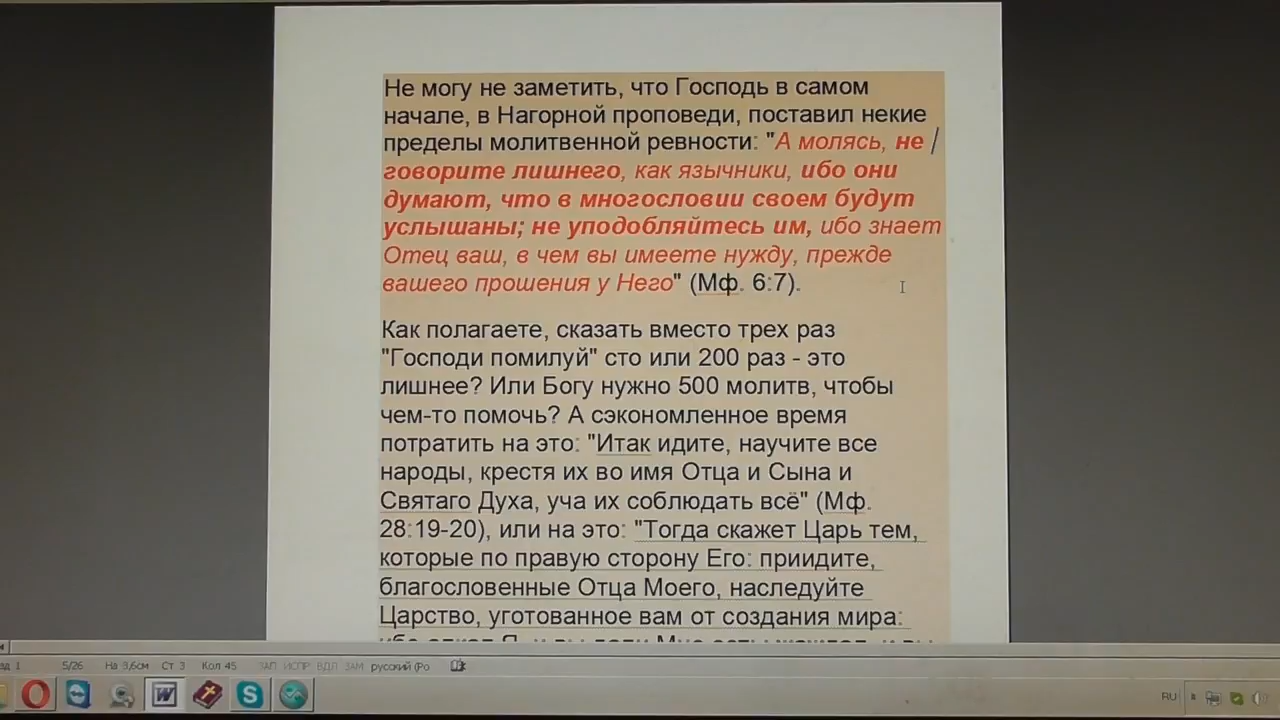 Не могу не заметить, что Господь в самом
начале, в Нагорной проповеди, поставил некие
пределы молитвенной ревности: "А молясь, не
говорите лишнего, как язычники, ибо они
думают, что в многословии своем будут
услышаны; не уподобляйтесь им, ибо знает
Отец ваш, в чем вы имеете нужду, прежде
вашего прошения у Него" (Мф. 6:7).
Как полагаете, сказать вместо трех раз
"Господи помилуй" сто или 200 раз - это
лишнее? Или Богу нужно 500 молитв, чтобы
чем-то помочь? А сэкономленное время
потратить на это: "Итак идите, научите все
народы, крестя их во имя Отца и Сына и
Святаго Духа, уча их соблюдать всё" (Мф.
28:19-20), или на это: "Тогда скажет Царь тем,
которые по правую сторону Его: приидите,
благословенные Отца Моего, наследуйте
Царство, уготованное вам от создания мира:
зд 1 5/26 На 3,6см Ст 3 Кол 45 ЗАП ИСПР ВДЛ ЗАМ русский (Ро
RU